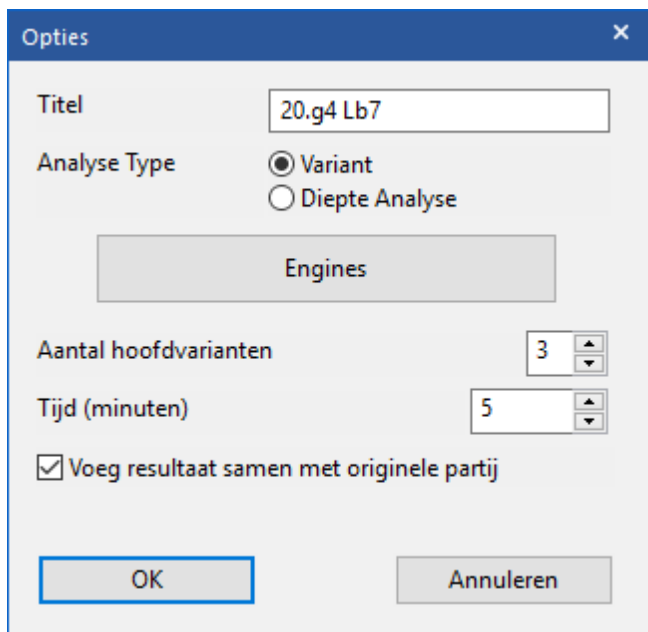 Opties
Titel 20.g4 Lb7
Analyse Type Variant
Diepte Analyse
Engines
Aantal hoofdvarianten 3
Tijd (minuten) 5
Voeg resultaat samen met originele partij
OK Annuleren